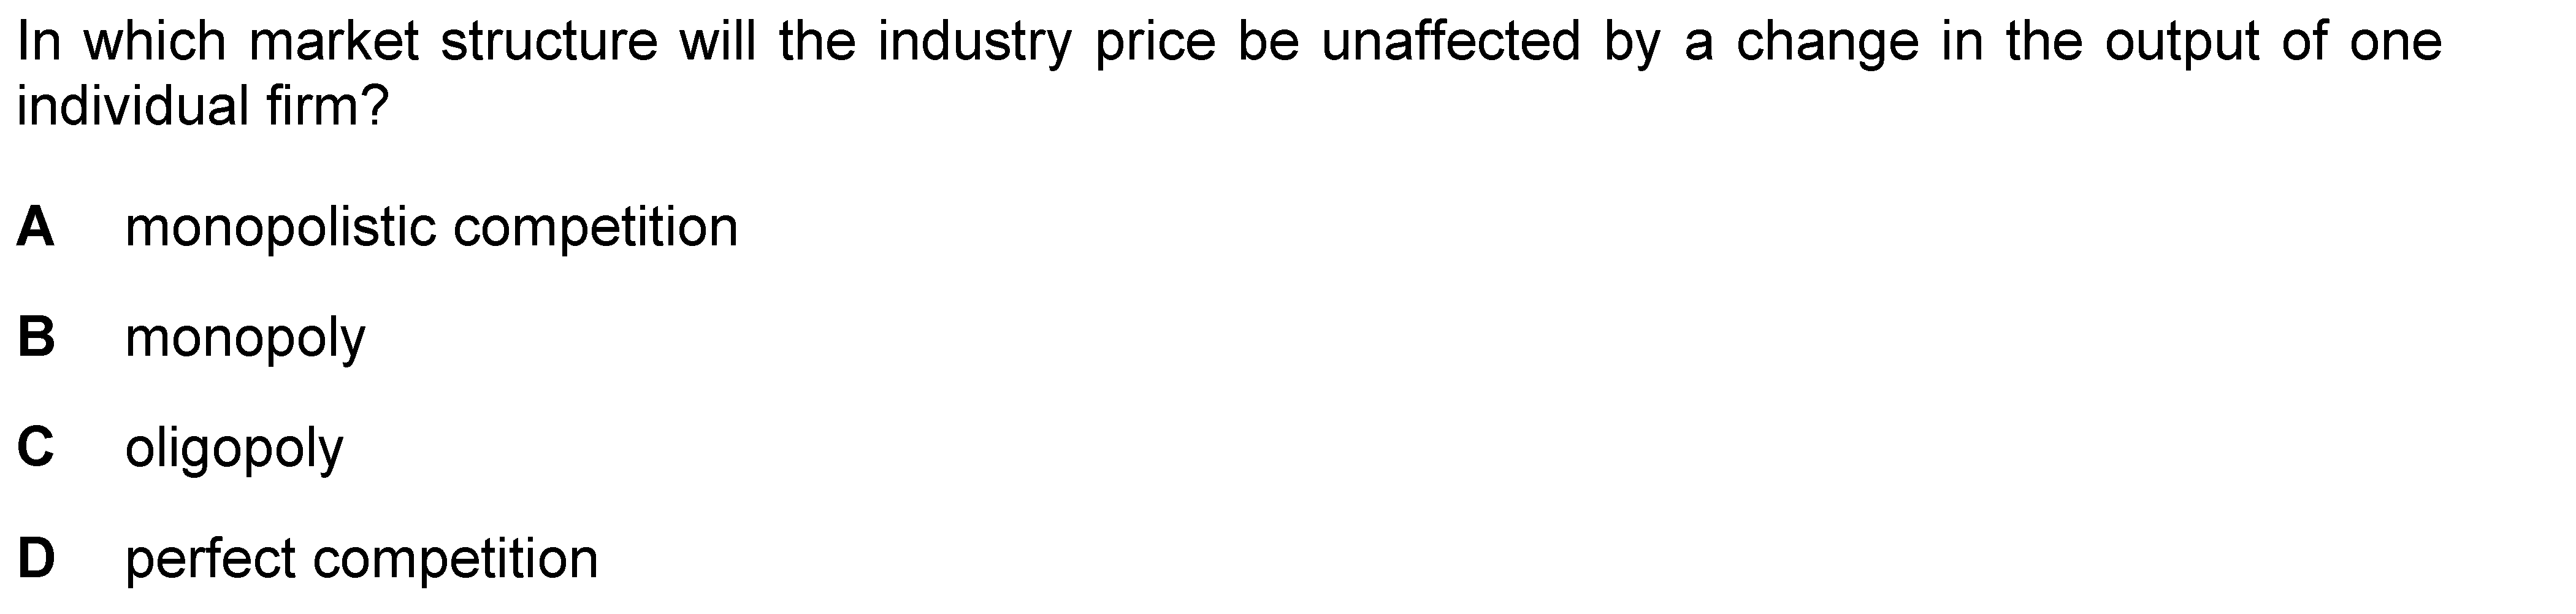 In which market structure will the industry price be unaffected by a change in the output of one
individual firm?
A monopolistic competition
B monopoly
C oligopoly
D perfect competition